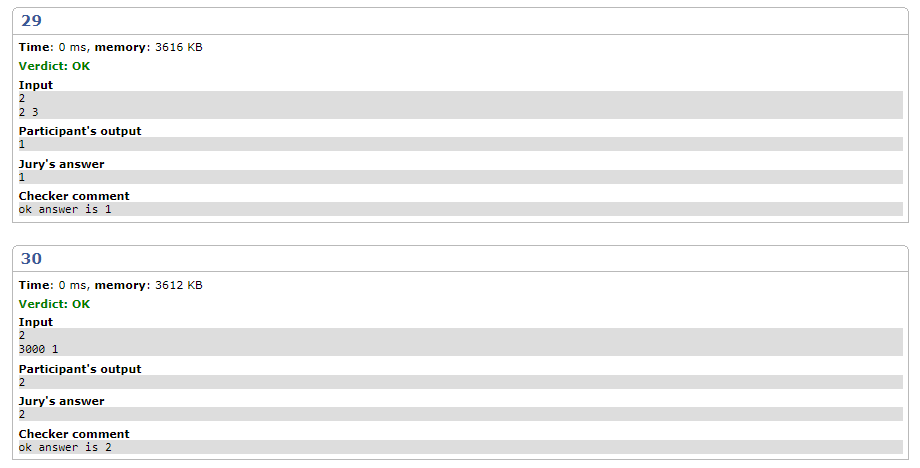 29
Time: 0 ms, memory: 3616 KB
Verdict: OK
Input
2
2 3
Participant's output
1
Jury's answer
1
Checker comment
ok answer is 1
30
Time: 0 ms, memory: 3612 KB
Verdict: OK
Input
2
3000 1
Participant's output
2
Jury's answer
2
Checker comment
ok answer is 2